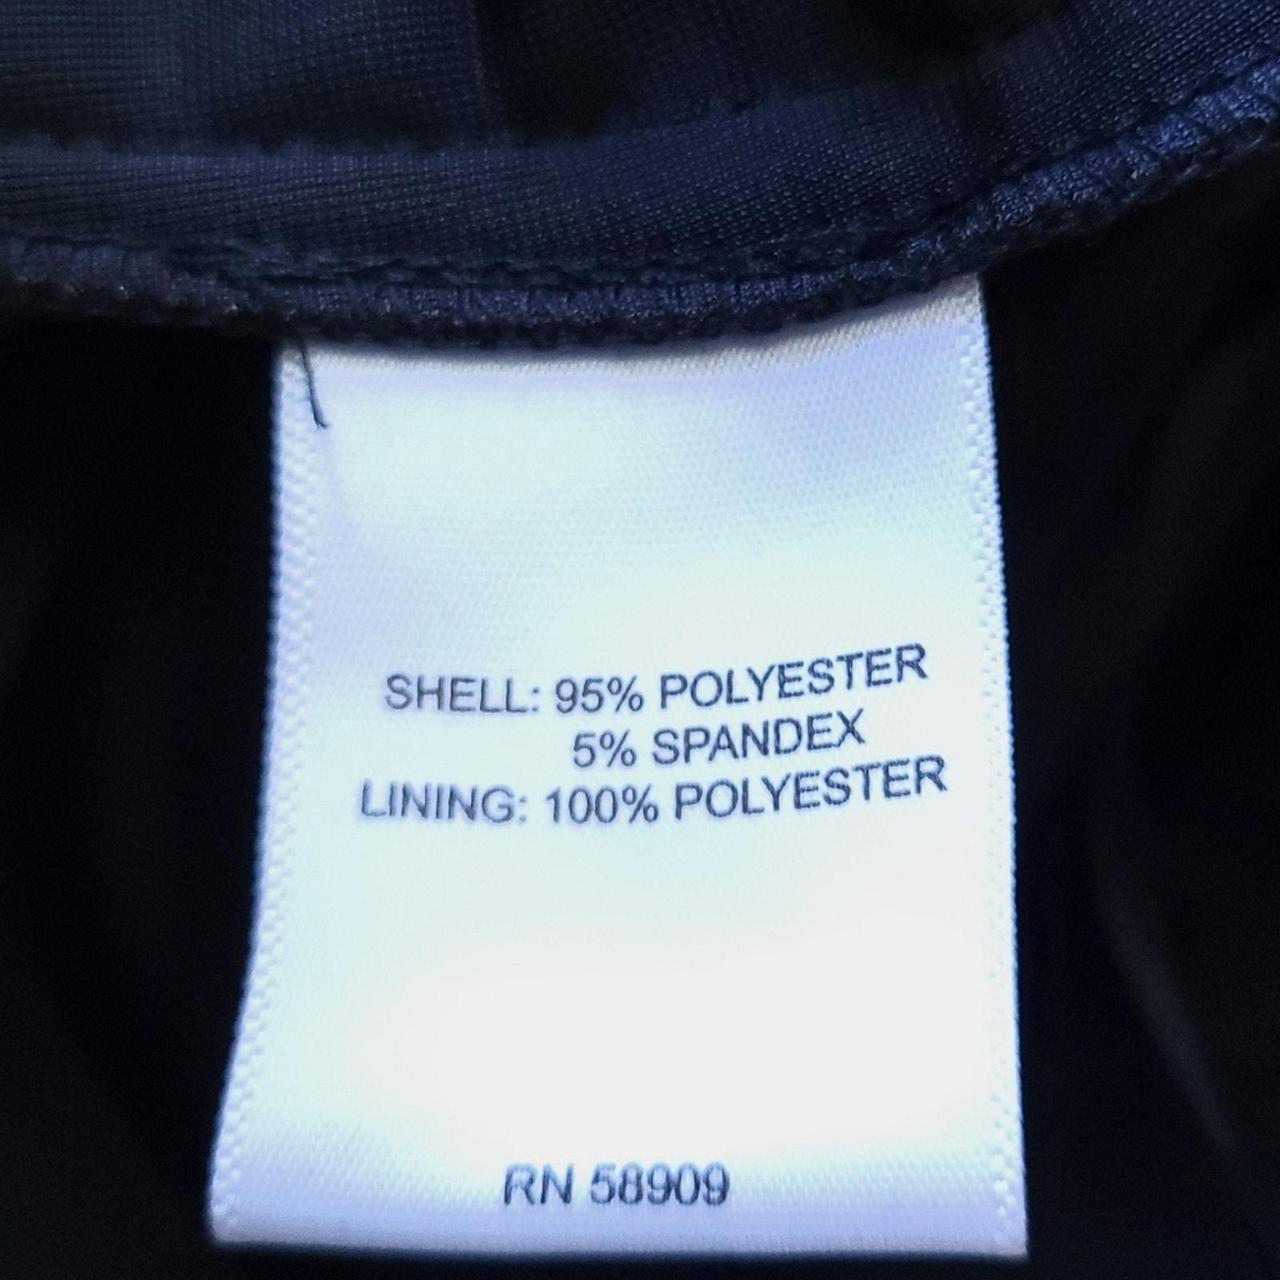 SHELL: 95% POLYESTER
5% SPANDEX
LINING: 100% POLYESTER
RN 58909